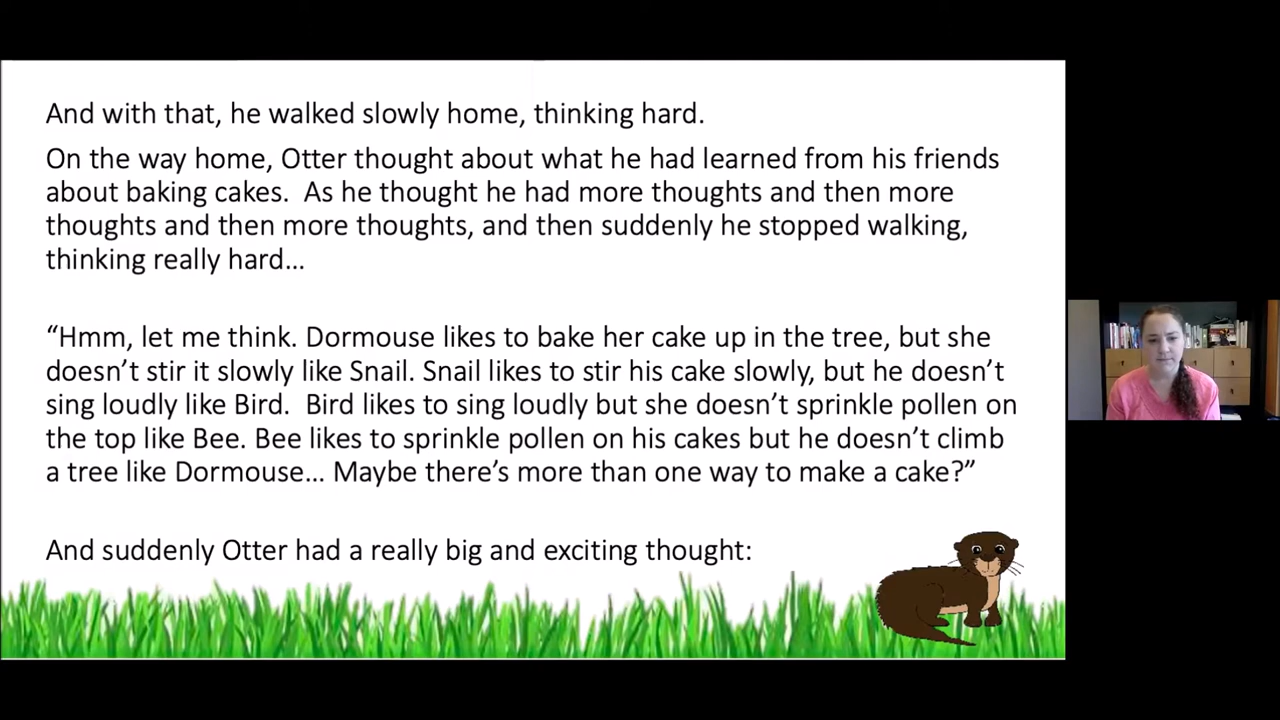 And with that, he walked slowly home, thinking hard.
On the way home, Otter thought about what he had learned from his friends
about baking cakes.  As he thought he had more thoughts and then more
thoughts and then more thoughts, and then suddenly he stopped walking,
thinking really hard…
“Hmm, let me think. Dormouse likes to bake her cake up in the tree, but she
doesn’t stir it slowly like Snail. Snail likes to stir his cake slowly, but he doesn’t
sing loudly like Bird.  Bird likes to sing loudly but she doesn’t sprinkle pollen on
the top like Bee. Bee likes to sprinkle pollen on his cakes but he doesn’t climb
a tree like Dormouse… Maybe there’s more than one way to make a cake?”
And suddenly Otter had a really big and exciting thought: